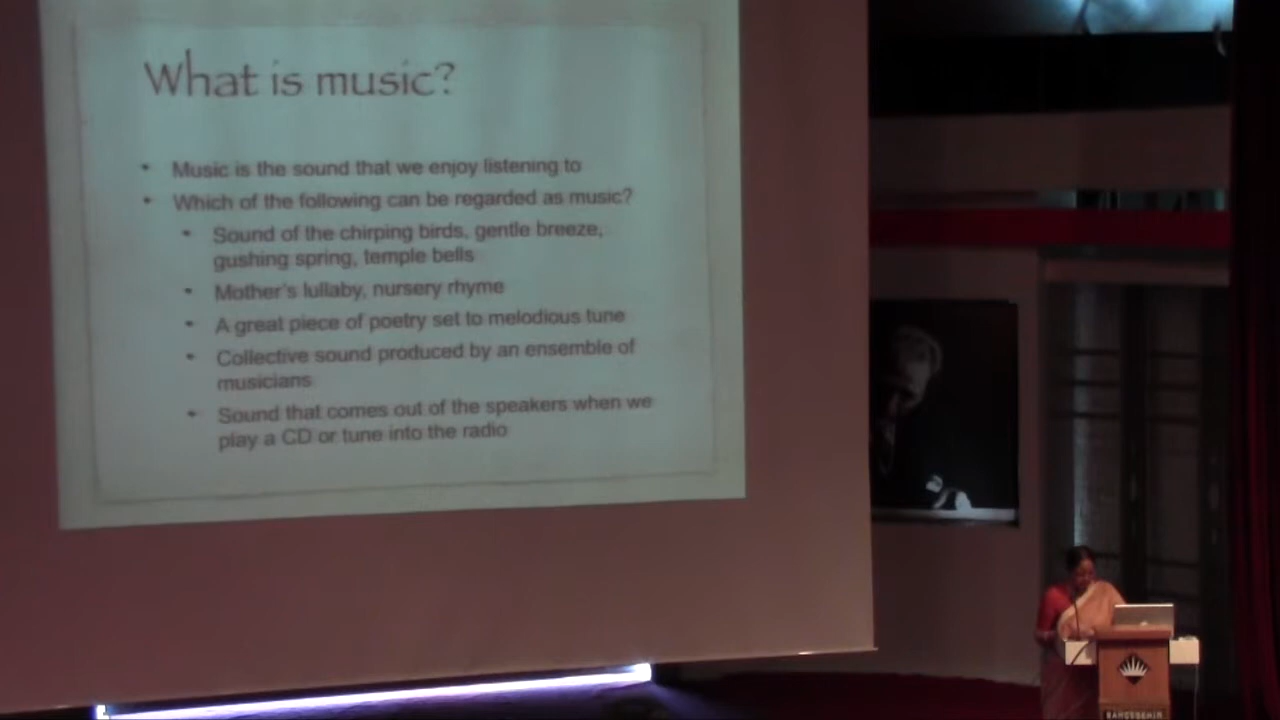 What is music?
• Music is the sound that we enjoy listening to
• Which of the following can be regarded as music?
• Sound of the chirping birds, gentle breeze,
gushing spring, temple bells
• Mother's lullaby, nursery rhyme
• A great piece of poetry set to melodious tune
• Collective sound produced by an ensemble of
musicians
• Sound that comes out of the speakers when we
play a CD or tune into the radio
BAHÇEŞEHİR